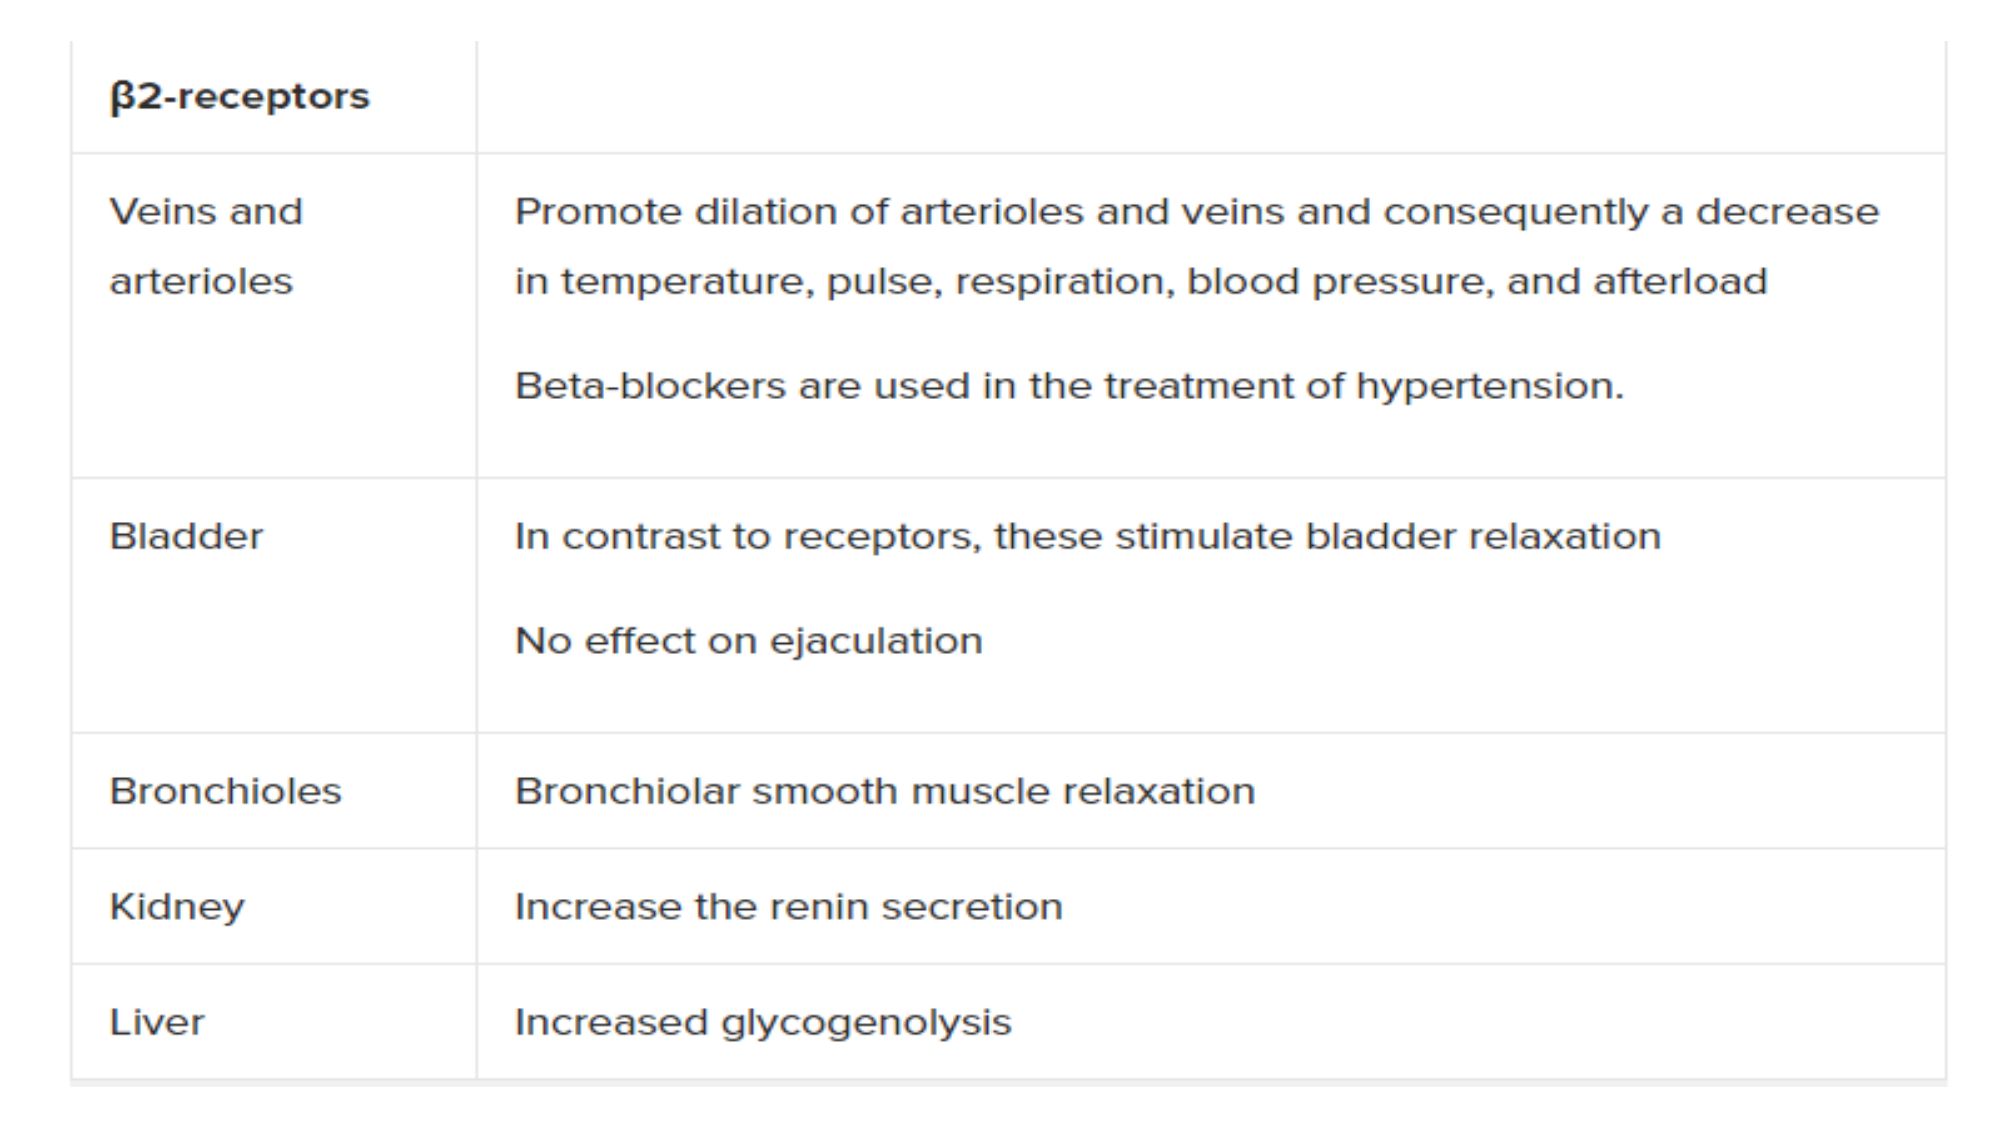 β2-receptors
Veins and
arterioles
Promote dilation of arterioles and veins and consequently a decrease
in temperature, pulse, respiration, blood pressure, and afterload
Beta-blockers are used in the treatment of hypertension.
Bladder
In contrast to receptors, these stimulate bladder relaxation
No effect on ejaculation
Bronchioles
Bronchiolar smooth muscle relaxation
Kidney
Increase the renin secretion
Liver
Increased glycogenolysis